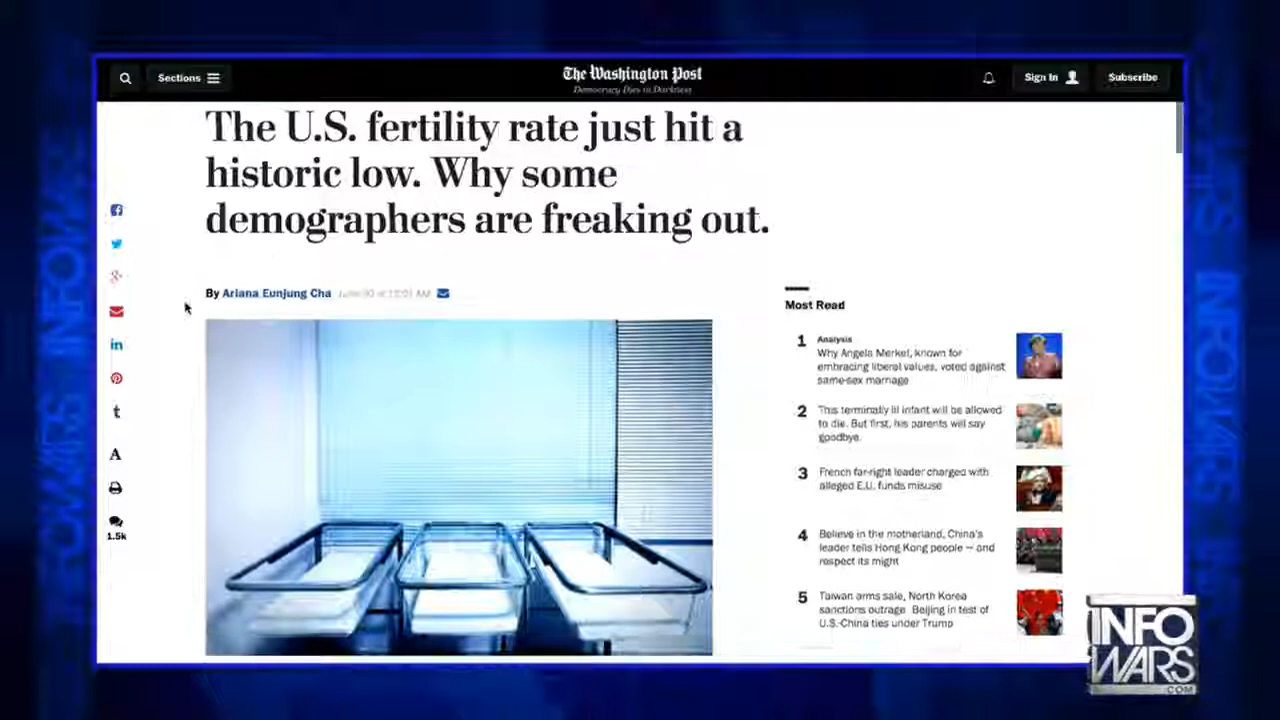 Sections
The Washington Post
Democracy Dies in Darkness
Sign In
Subscribe
The U.S. fertility rate just hit a
historic low. Why some
demographers are freaking out.
By Ariana Eunjung Cha
Most Read
1 Analysis
Why Angela Merkel, known for
embracing liberal values, voted against
same-sex marriage
2 This terminally ill infant will be allowed
to die. But first, his parents will say
goodbye.
3 French far-right leader charged with
alleged E.U. funds misuse
4 Believe in the motherland, China's
leader tells Hong Kong people — and
respect its might
5 Taiwan arms sale, North Korea
sanctions outrage Beijing in test of
U.S.-China ties under Trump
A
1.5k
INFO
WARS
.COM
INFOWARS
INFOWARS